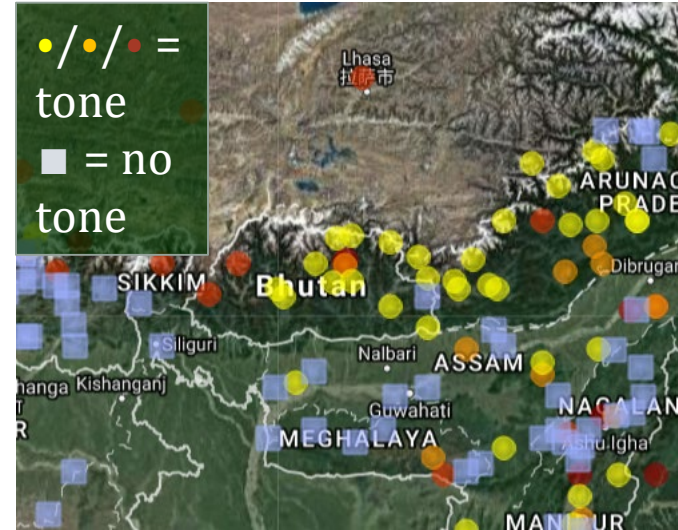 •/•/• =
tone
■ = no
tone
Lhasa
拉萨市
ARUNAC
PRADE
SIKKIM
Bhutan
Dibrugar
Siliguri
Nalbari
ASSAM
hanga Kishanganj
T
R
Guwahati
NAGALAN
MEGHALAYA
Ashu Igha
MANIPUR